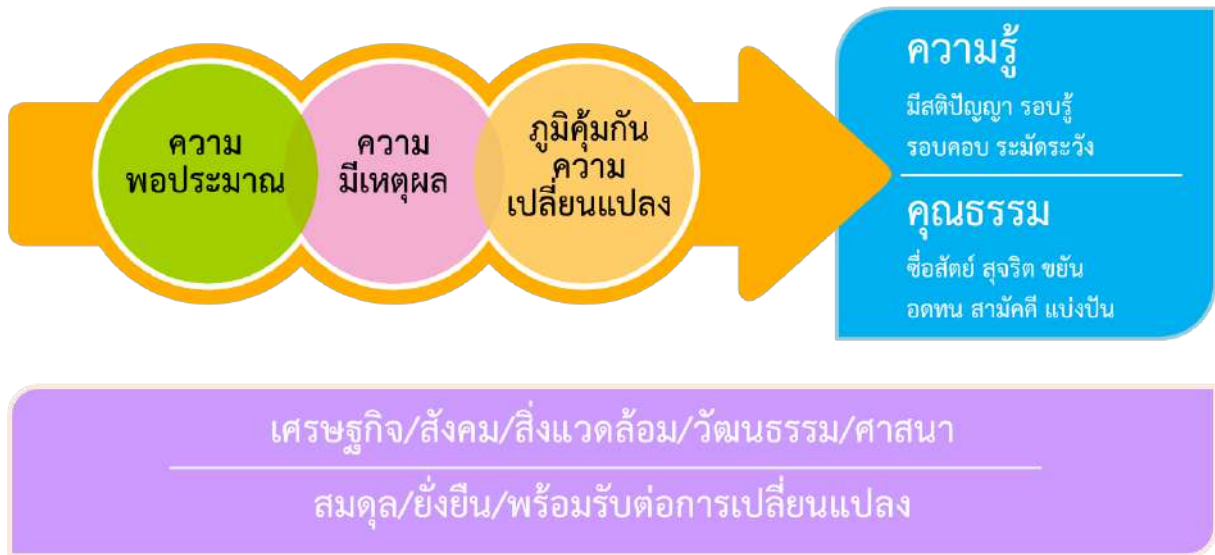 ความ
พอประมาณ
ความ
มีเหตุผล
ภูมิคุ้มกัน
ความ
เปลี่ยนแปลง
ความรู้
มีสติปัญญา รอบรู้
รอบคอบ ระมัดระวัง
คุณธรรม
ซื่อสัตย์ สุจริต ขยัน
อดทน สามัคคี แบ่งปัน
เศรษฐกิจ/สังคม/สิ่งแวดล้อม/วัฒนธรรม/ศาสนา
สมดุล/ยั่งยืน/พร้อมรับต่อการเปลี่ยนแปลง